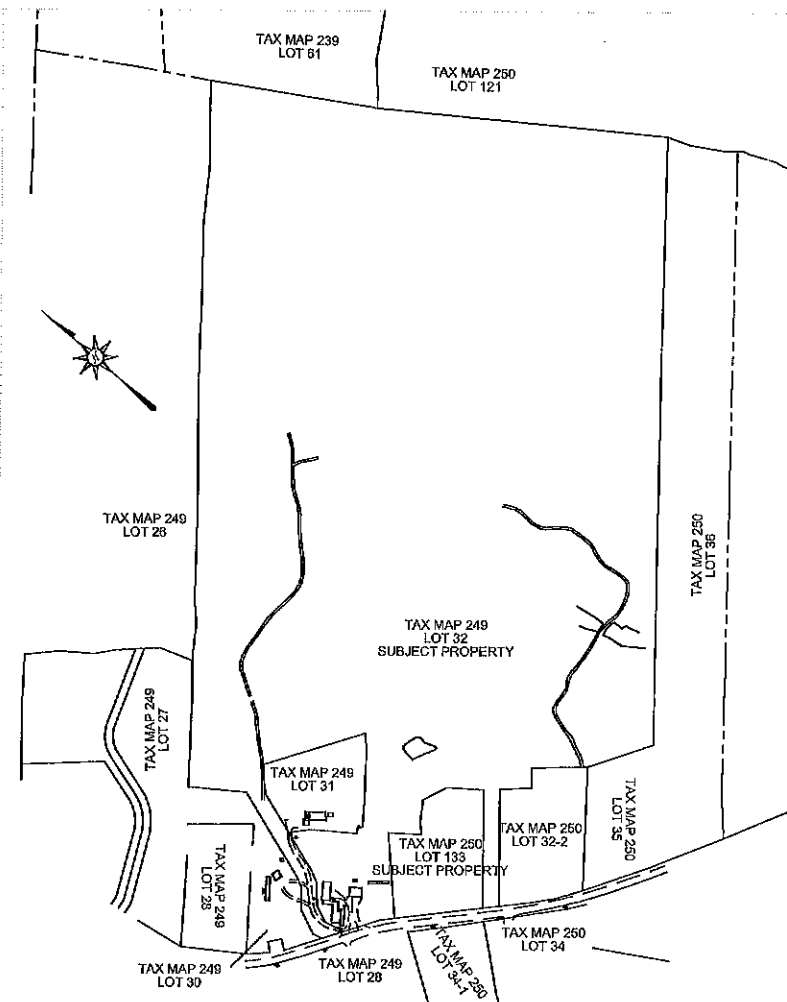 TAX MAP 239
LOT 61
TAX MAP 250
LOT 121
TAX MAP 249
LOT 28
TAX MAP 250
LOT 36
TAX MAP 249
LOT 32
SUBJECT PROPERTY
TAX MAP 249
LOT 27
TAX MAP 249
LOT 31
TAX MAP 250
LOT 133
SUBJECT PROPERTY
TAX MAP 250
LOT 32-2
TAX MAP 250
LOT 35
TAX MAP 249
LOT 28
TAX MAP 249
LOT 30
TAX MAP 249
LOT 28
TAX MAP 250
LOT 34-1
TAX MAP 250
LOT 34